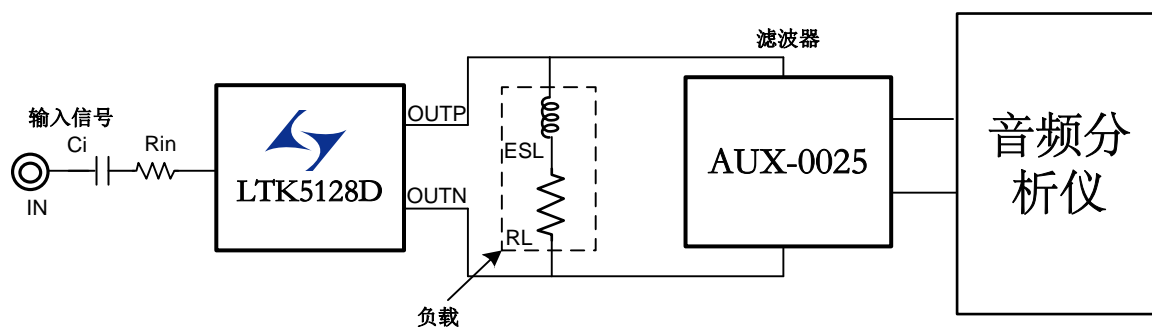 滤波器
输入信号
Ci
Rin
IN
LTK5128D
OUTP
OUTN
ESL
RL
负载
AUX-0025
音频分
析仪